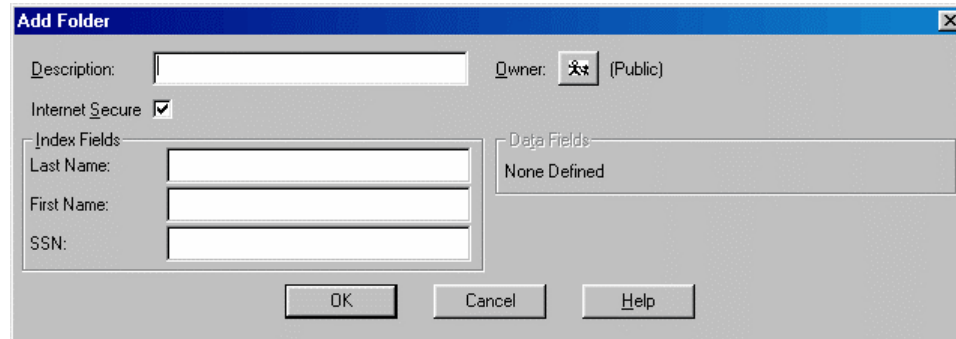 Add Folder
Description:
Owner: (Public)
Internet Secure
Index Fields
Data Fields
Last Name:
None Defined
First Name:
SSN:
OK Cancel Help